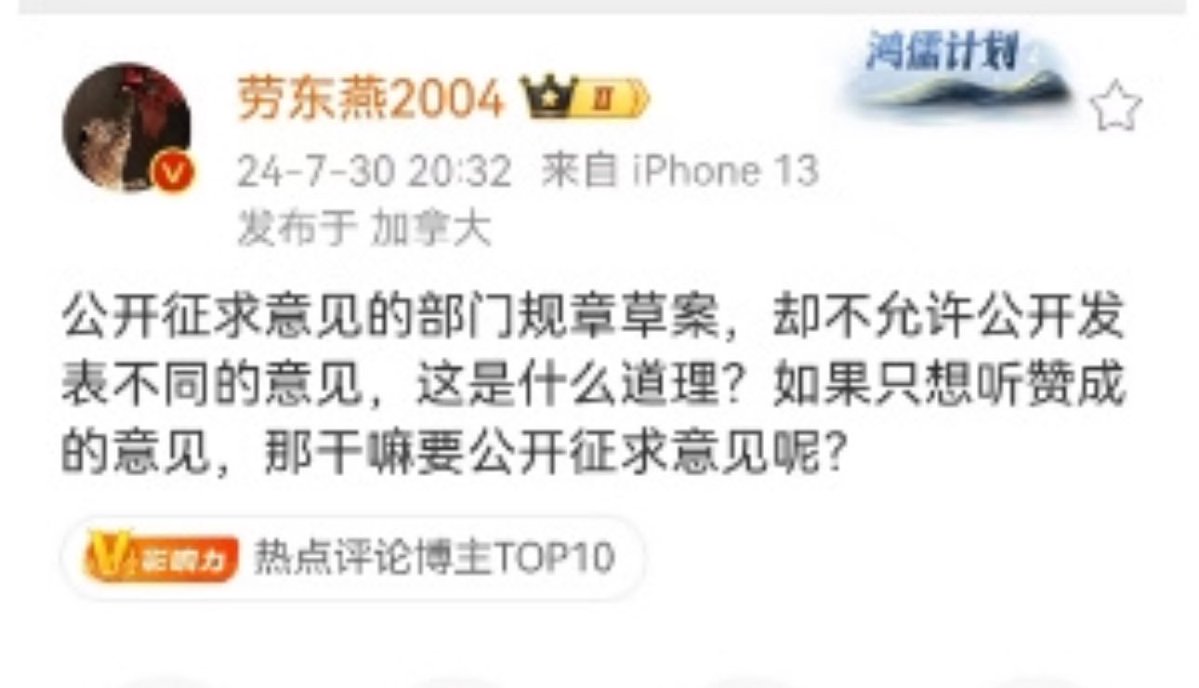 鸿儒计划
劳东燕2004 II
24-7-30 20:32 来自 iPhone 13
发布于 加拿大
公开征求意见的部门规章草案，却不允许公开发
表不同的意见，这是什么道理？如果只想听赞成
的意见，那干嘛要公开征求意见呢？
V影响力 热点评论博主TOP10